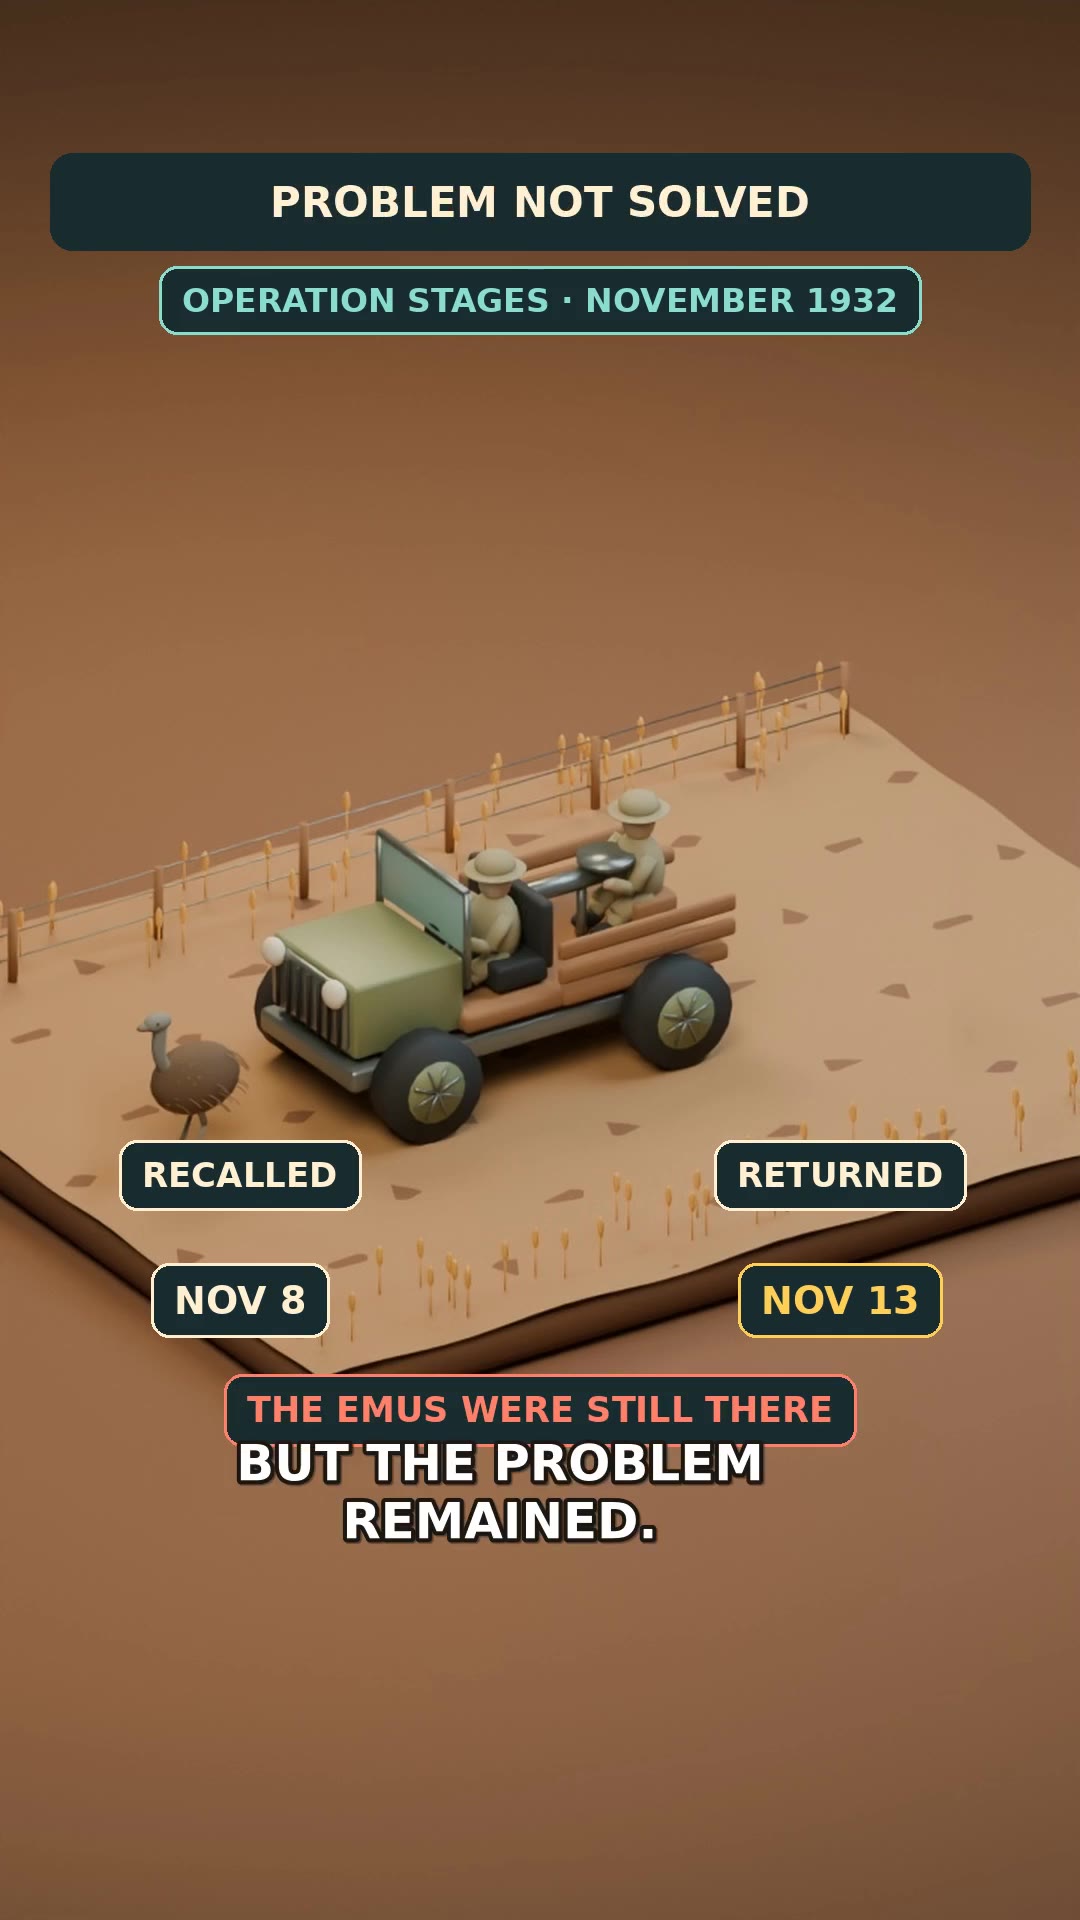 PROBLEM NOT SOLVED
OPERATION STAGES · NOVEMBER 1932
RECALLED
RETURNED
NOV 8
NOV 13
THE EMUS WERE STILL THERE
BUT THE PROBLEM
REMAINED.